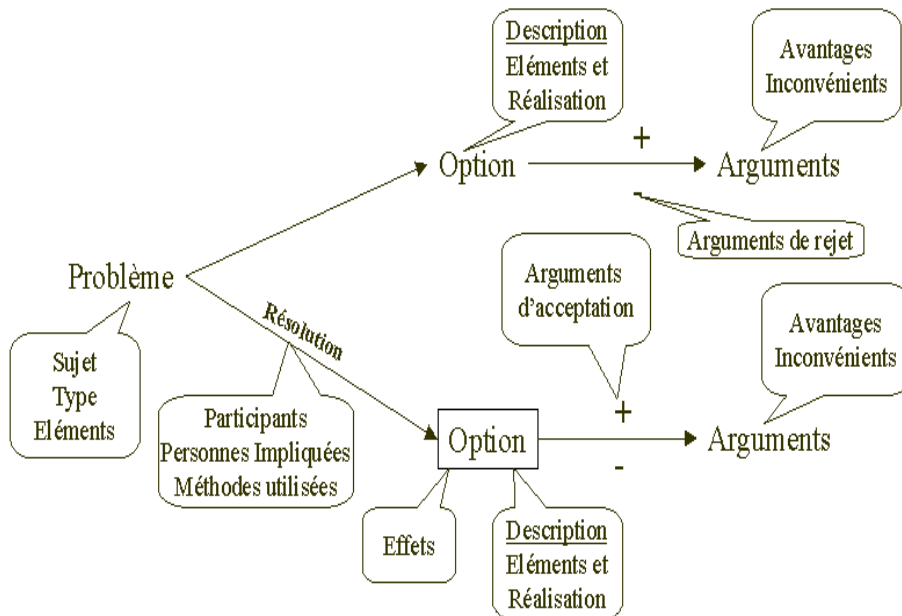 Description
Eléments et
Réalisation
Avantages
Inconvénients
+
Option
Arguments
-
Arguments de rejet
Problème
Sujet
Type
Eléments
Résolution
Participants
Personnes Impliquées
Méthodes utilisées
Arguments
d'acceptation
Avantages
Inconvénients
+
Option
Arguments
-
Effets
Description
Eléments et
Réalisation